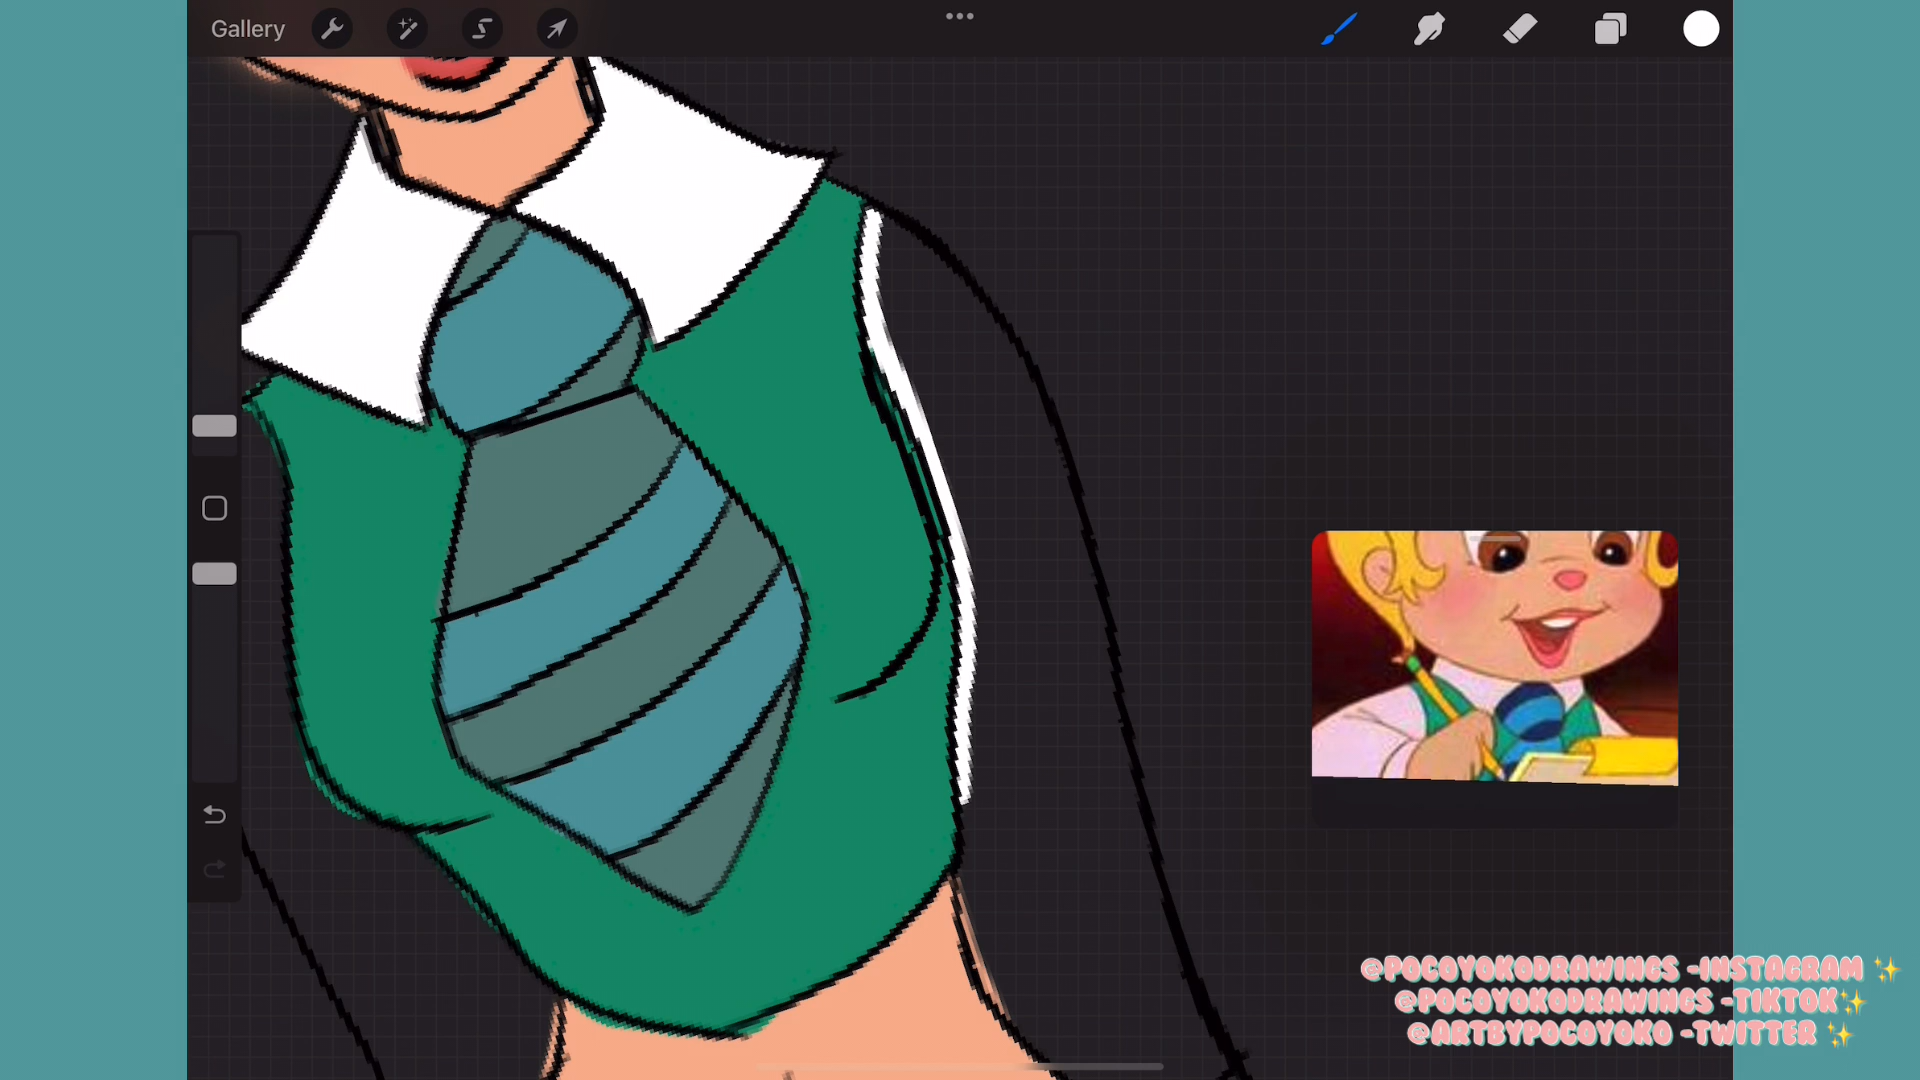 Gallery
@POCOYOKODRAWINGS -INSTAGRAM ✨
@POCOYOKODRAWINGS -TIKTOK✨
@ARTBYPOCOYOKO -TWITTER ✨